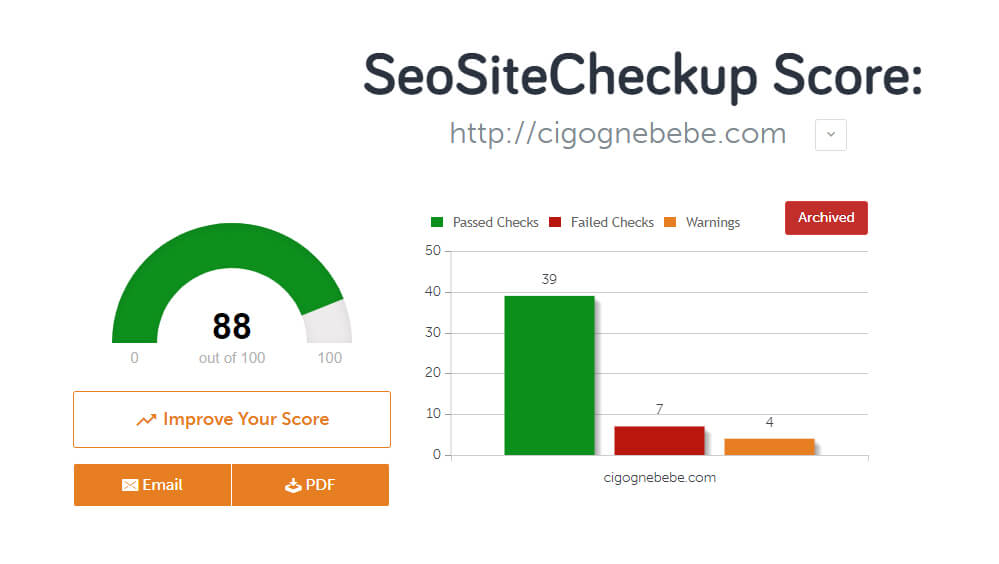 SeoSiteCheckup Score:
http://cigognebebe.com
88
0 out of 100 100
Improve Your Score
Email PDF
Passed Checks Failed Checks Warnings
Archived
50
40
30
20
10
0
39
7
4
cigognebebe.com